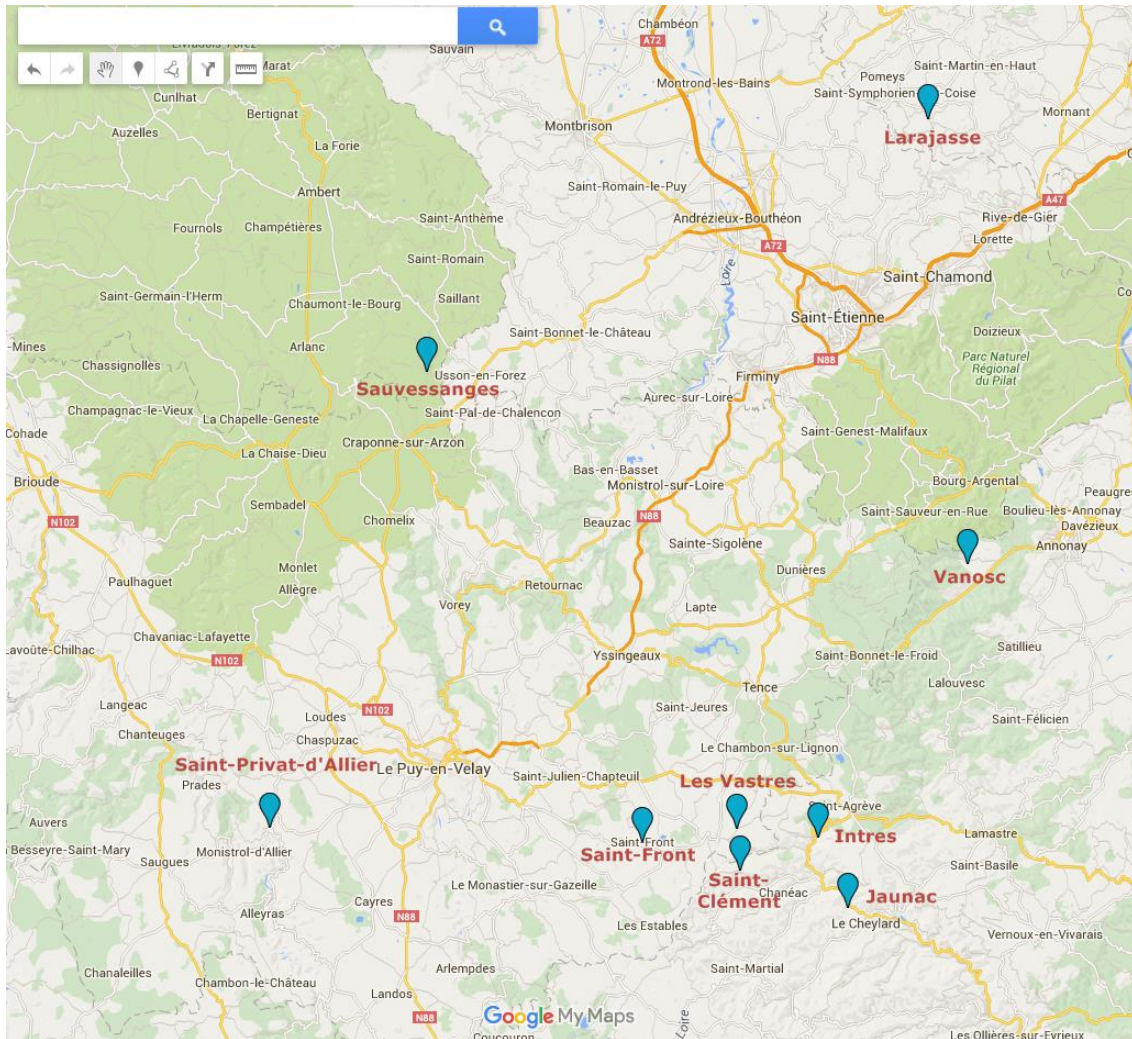 Chambéon
A72
Livradois-Forez
Sauvain
Marat
Montrond-les-Bains
Pomeys
Saint-Martin-en-Haut
Cunlhat
Saint-Symphorien-sur-Coise
Bertignat
Mornant
Auzelles
Montbrison
Larajasse
La Forie
Saint-Romain-le-Puy
Ambert
A47
Saint-Anthème
Andrézieux-Bouthéon
Rive-de-Gier
Fournols
Champétières
A72
Lorette
Saint-Romain
Loire
Saint-Chamond
Saint-Germain-l'Herm
Chaumont-le-Bourg
Saillant
Co
Saint-Étienne
Saint-Bonnet-le-Château
Doizieux
-Mines
Arlanc
Parc Naturel
Régional
du Pilat
N88
Chassignolles
Usson-en-Forez
Firminy
Sauvessanges
Aurec-sur-Loire
Champagnac-le-Vieux
La Chapelle-Geneste
Saint-Pal-de-Chalencon
Cohade
Craponne-sur-Arzon
Saint-Genest-Malifaux
La Chaise-Dieu
Bas-en-Basset
Brioude
Monistrol-sur-Loire
Bourg-Argental
Peaugres
Sembadel
Saint-Sauveur-en-Rue
Boulieu-lès-Annonay
N102
Chomelix
Beauzac
N88
Davézieux
Sainte-Sigolène
Annonay
Monlet
Dunières
Vanosc
Paulhaguet
Allègre
Retournac
Vorey
Lapte
Chavaniac-Lafayette
Lavoûte-Chilhac
N102
Yssingeaux
Saint-Bonnet-le-Froid
Satillieu
Tence
Lalouvesc
Langeac
Saint-Jeures
N102
Loudes
Saint-Félicien
Chanteuges
Chaspuzac
Le Chambon-sur-Lignon
Saint-Privat-d'Allier
Le Puy-en-Velay
Saint-Julien-Chapteuil
Les Vastres
Prades
Saint-Agrève
Auvers
Intres
Lamastre
Saint-Front
La Besseyre-Saint-Mary
Monistrol-d'Allier
Saint-Front
Saugues
Saint-Basile
Saint-
Clément
Le Monastier-sur-Gazeille
Chanéac
Jaunac
Cayres
Alleyras
N88
Les Estables
Le Cheylard
Vernoux-en-Vivarais
Chanaleilles
Arlempdes
Saint-Martial
Chambon-le-Château
Landos
Google My Maps
N88
Loire
Coucouron
Les Ollières-sur-Eyrieux